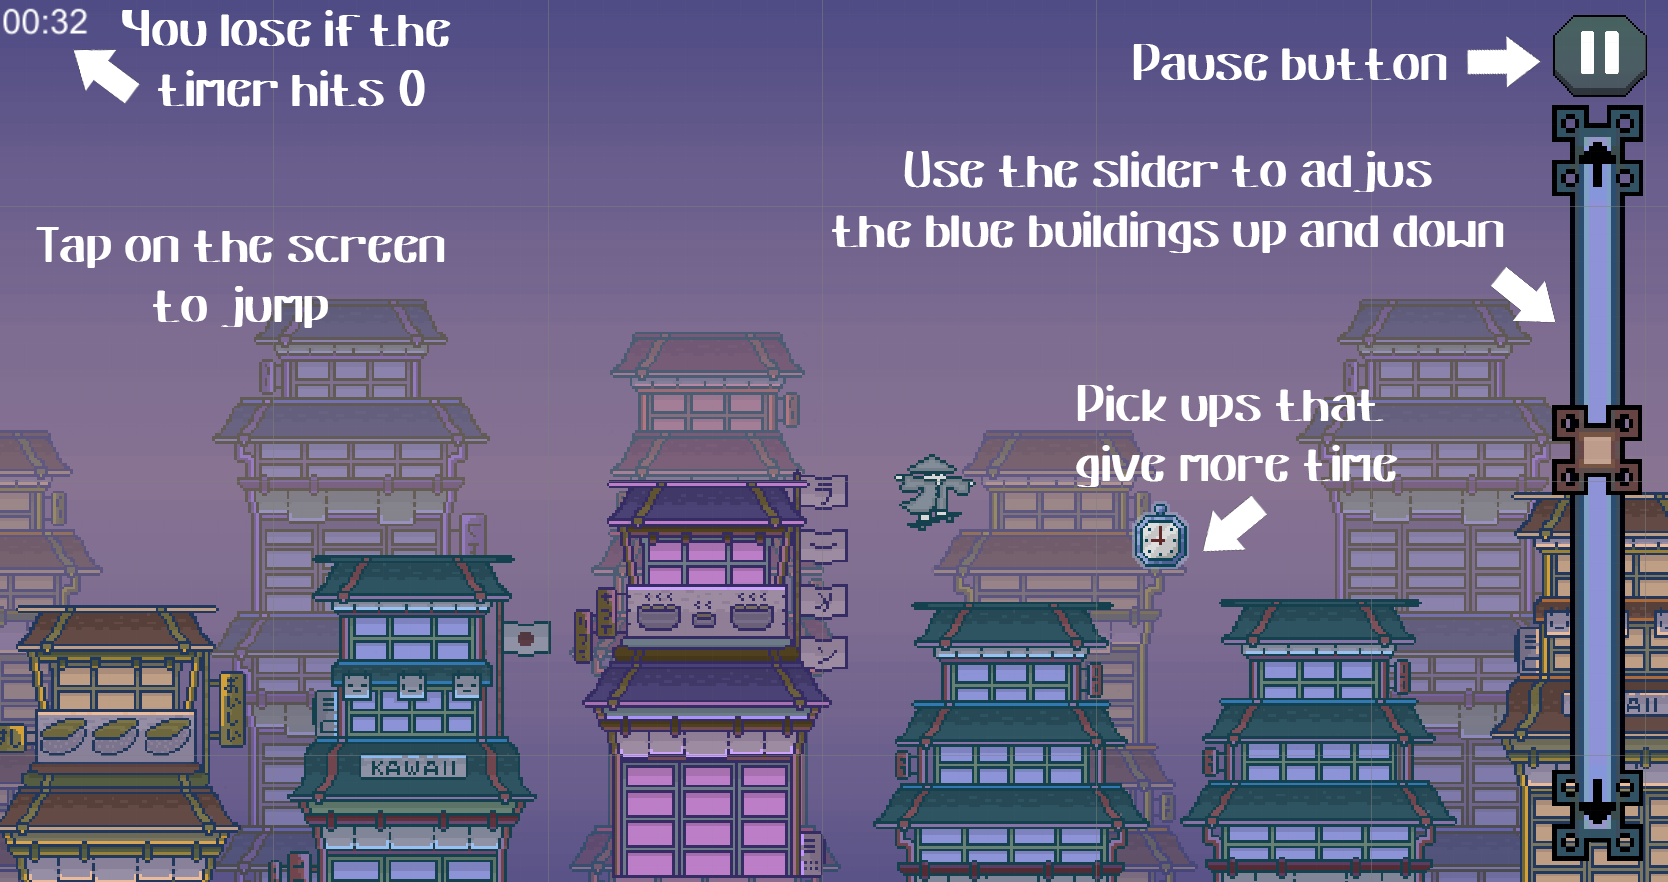 00:32
You lose if the
timer hits 0
Pause button
Use the slider to adjus
the blue buildings up and down
Tap on the screen
to jump
Pick ups that
give more time
KAWAII